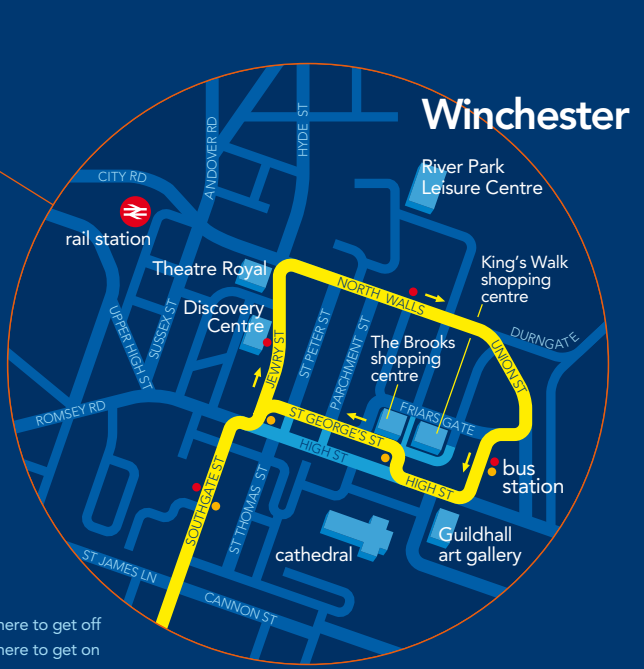 Winchester
HYDE ST
ANDOVER RD
CITY RD
River Park
Leisure Centre
rail station
Theatre Royal
King's Walk
shopping
centre
NORTH WALLS
Discovery
Centre
UPPER HIGH ST
SUSSEX ST
JEWRY ST
ST PETER ST
PARCHMENT ST
The Brooks
shopping
centre
DURNGATE
UNION ST
ROMSEY RD
ST GEORGE'S ST
FRIARS GATE
HIGH ST
HIGH ST
bus
station
SOUTHGATE ST
ST THOMAS ST
cathedral
Guildhall
art gallery
ST JAMES LN
CANNON ST
here to get off
here to get on